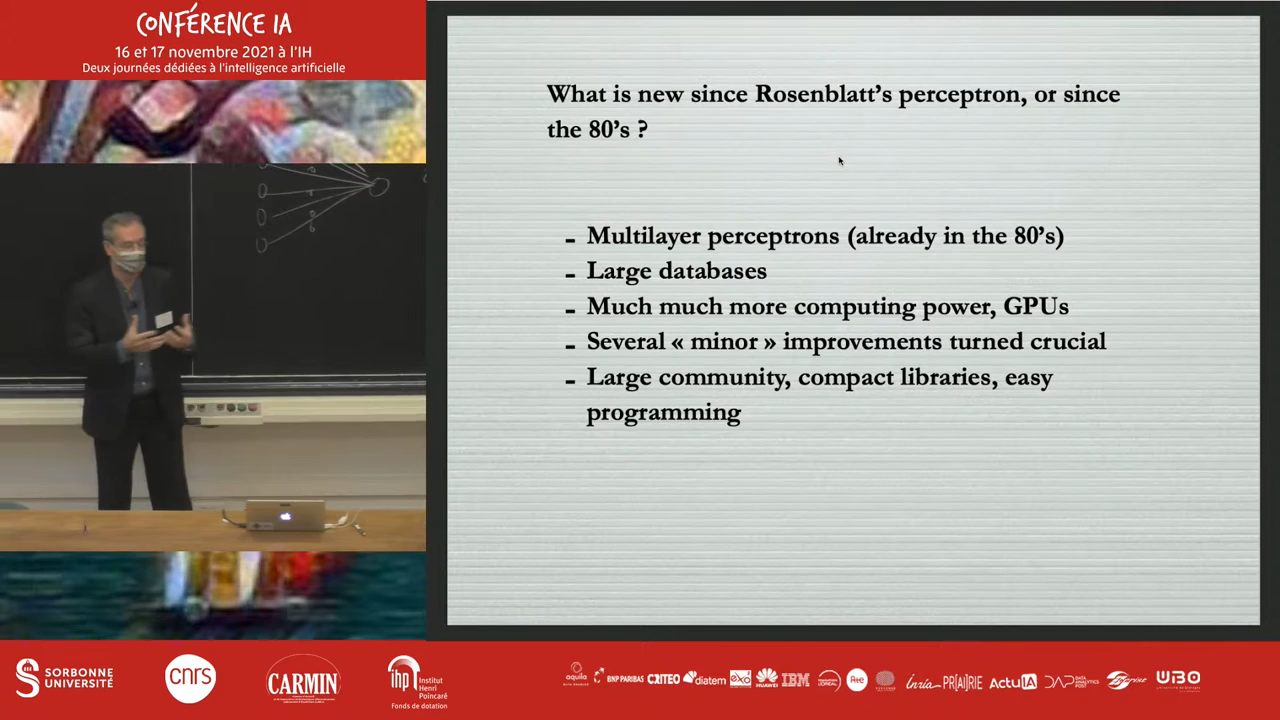 CONFÉRENCE IA
16 et 17 novembre 2021 à l'IH
Deux journées dédiées à l'intelligence artificielle
What is new since Rosenblatt's perceptron, or since
the 80's ?
- Multilayer perceptrons (already in the 80's)
- Large databases
- Much much more computing power, GPUs
- Several « minor » improvements turned crucial
- Large community, compact libraries, easy
programming
SORBONNE
UNIVERSITÉ
cnrs
CARMIN
ihp
Institut
Henri
Poincaré
Fonds de dotation
aquila
BNP PARIBAS
CRITEO
diatem
exo
HUAWEI
IBM
Inria
PR[AI]RIE
ActuIA
DAP
UBO